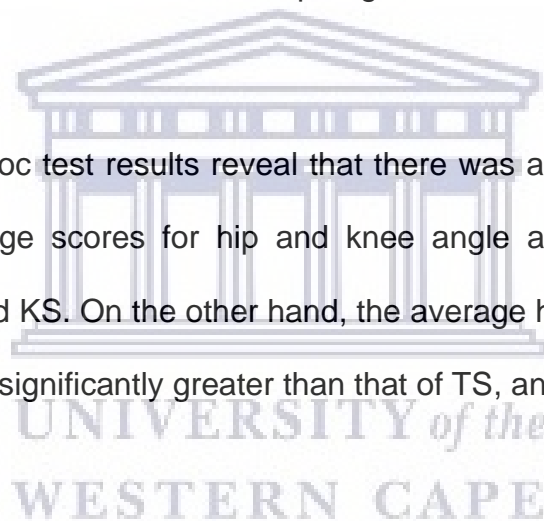 oc test results reveal that there was a
ge scores for hip and knee angle a
d KS. On the other hand, the average h
significantly greater than that of TS, an
UNIVERSITY of the
WESTERN CAPE